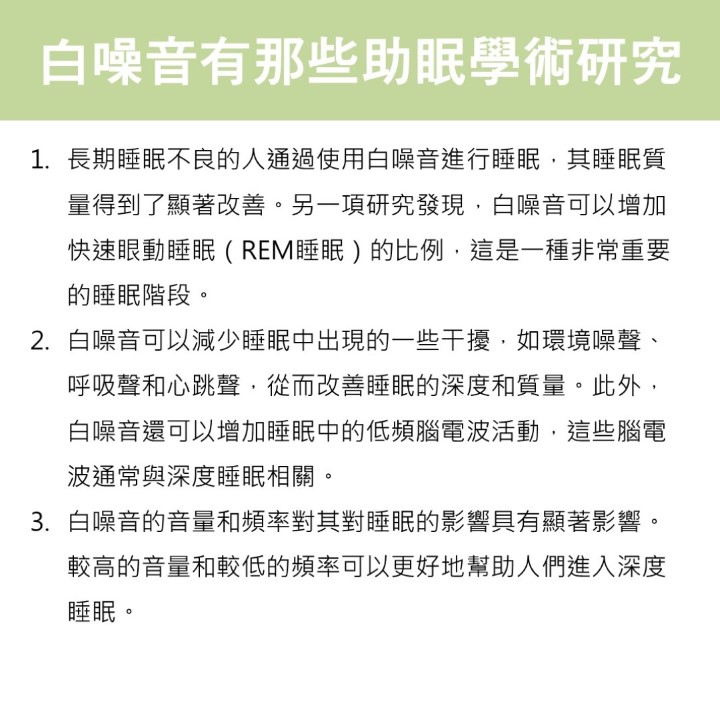 白噪音有那些助眠學術研究
1. 長期睡眠不良的人通過使用白噪音進行睡眠，其睡眠質
量得到了顯著改善。另一項研究發現，白噪音可以增加
快速眼動睡眠（REM睡眠）的比例，這是一種非常重要
的睡眠階段。
2. 白噪音可以減少睡眠中出現的一些干擾，如環境噪聲、
呼吸聲和心跳聲，從而改善睡眠的深度和質量。此外，
白噪音還可以增加睡眠中的低頻腦電波活動，這些腦電
波通常與深度睡眠相關。
3. 白噪音的音量和頻率對其對睡眠的影響具有顯著影響。
較高的音量和較低的頻率可以更好地幫助人們進入深度
睡眠。